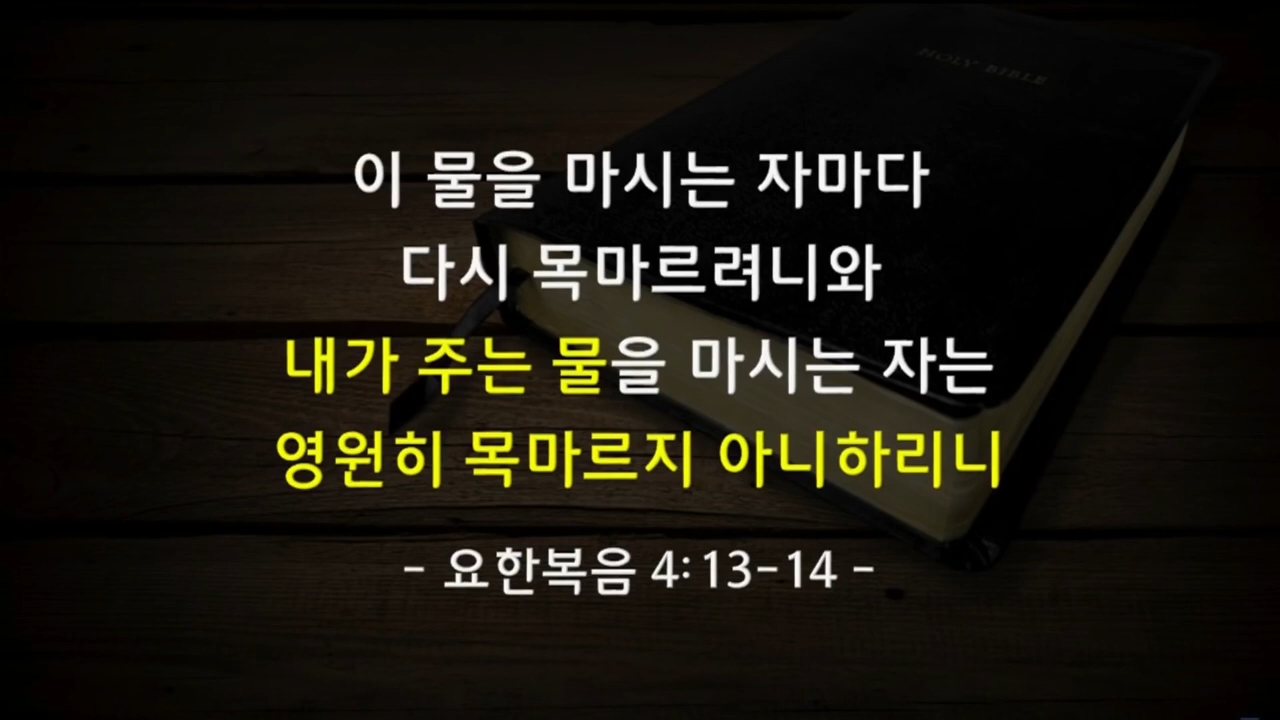 HOLY BIBLE
이 물을 마시는 자마다
다시 목마르려니와
내가 주는 물을 마시는 자는
영원히 목마르지 아니하리니
- 요한복음 4:13-14 -